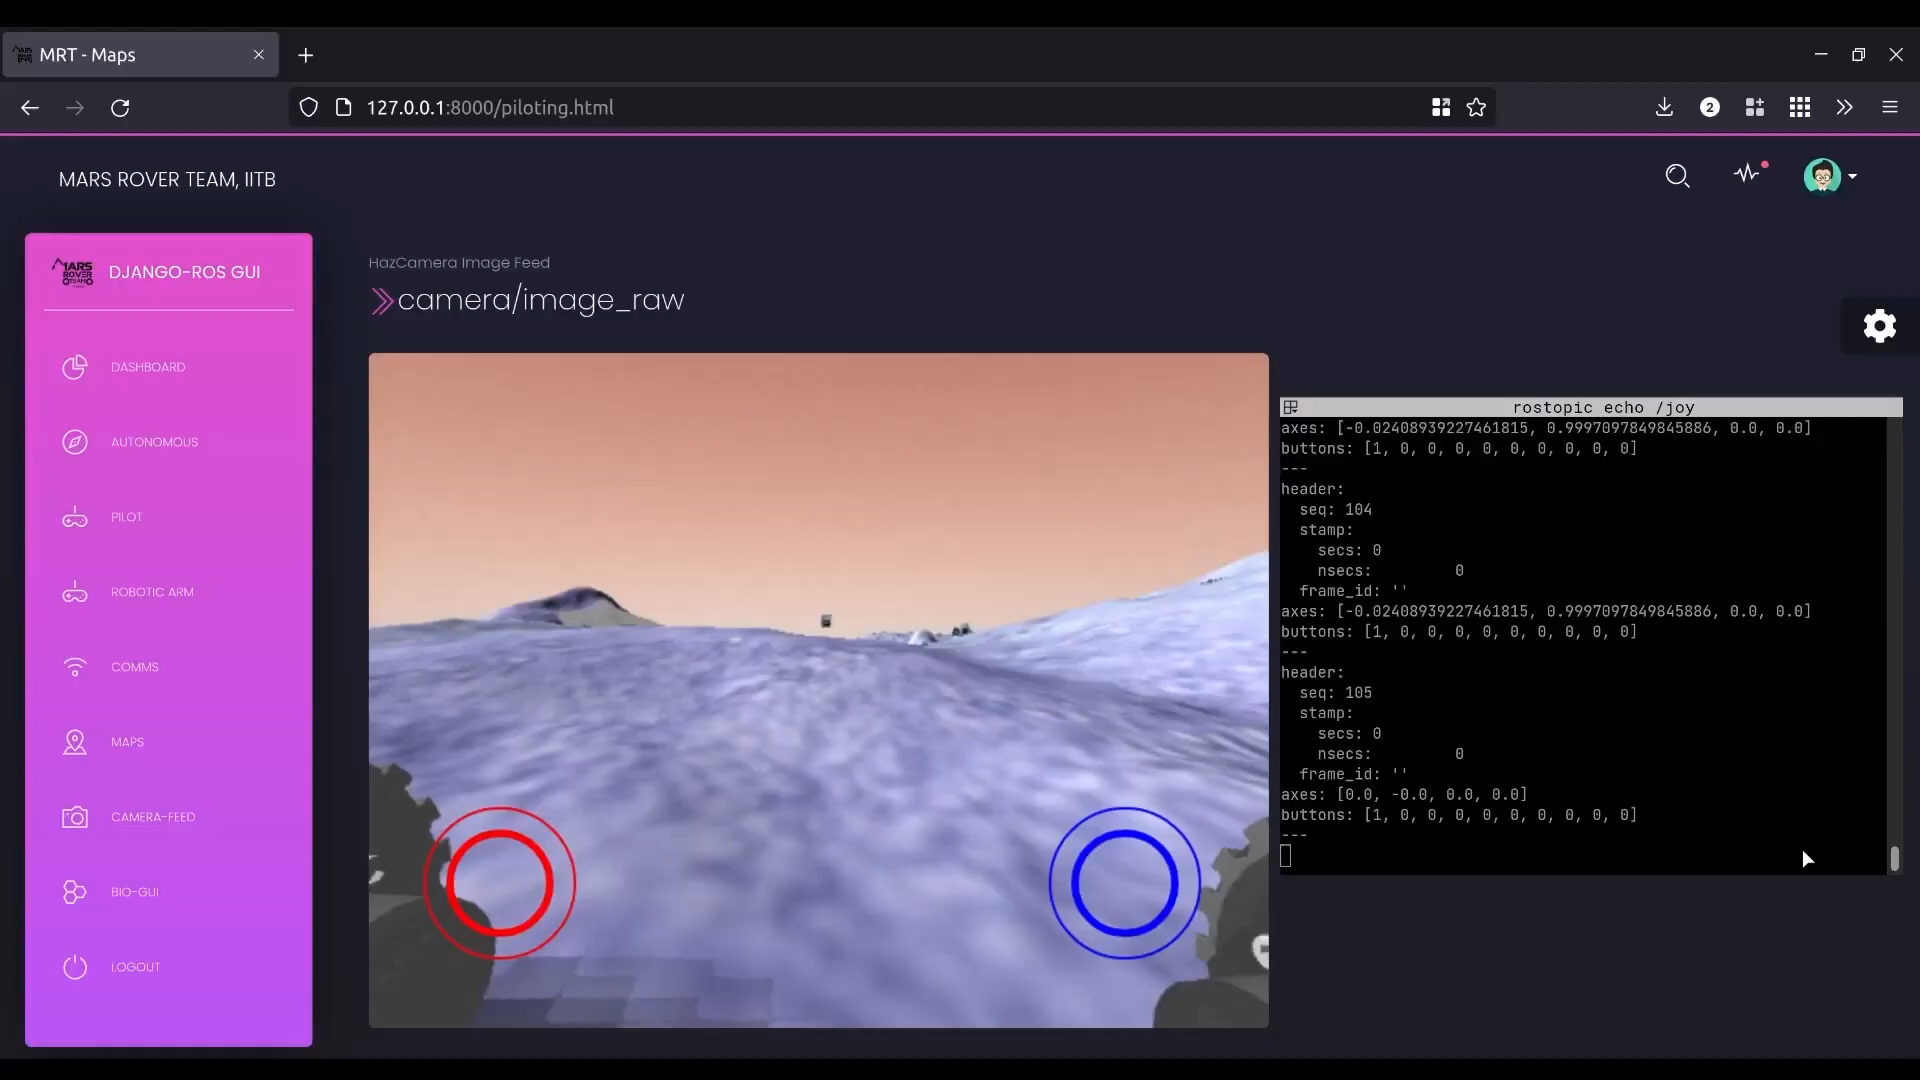 MRT - Maps
127.0.0.1:8000/piloting.html
2
MARS ROVER TEAM, IITB
MARS
ROVER
TEAM
DJANGO-ROS GUI
DASHBOARD
AUTONOMOUS
PILOT
ROBOTIC ARM
COMMS
MAPS
CAMERA-FEED
BIO-GUI
LOGOUT
HazCamera Image Feed
camera/image_raw
rostopic echo /joy
axes: [-0.02408939227461815, 0.9997097849845886, 0.0, 0.0]
buttons: [1, 0, 0, 0, 0, 0, 0, 0, 0, 0]
---
header:
  seq: 104
  stamp:
    secs: 0
    nsecs:         0
  frame_id: ''
axes: [-0.02408939227461815, 0.9997097849845886, 0.0, 0.0]
buttons: [1, 0, 0, 0, 0, 0, 0, 0, 0, 0]
---
header:
  seq: 105
  stamp:
    secs: 0
    nsecs:         0
  frame_id: ''
axes: [0.0, -0.0, 0.0, 0.0]
buttons: [1, 0, 0, 0, 0, 0, 0, 0, 0, 0]
---